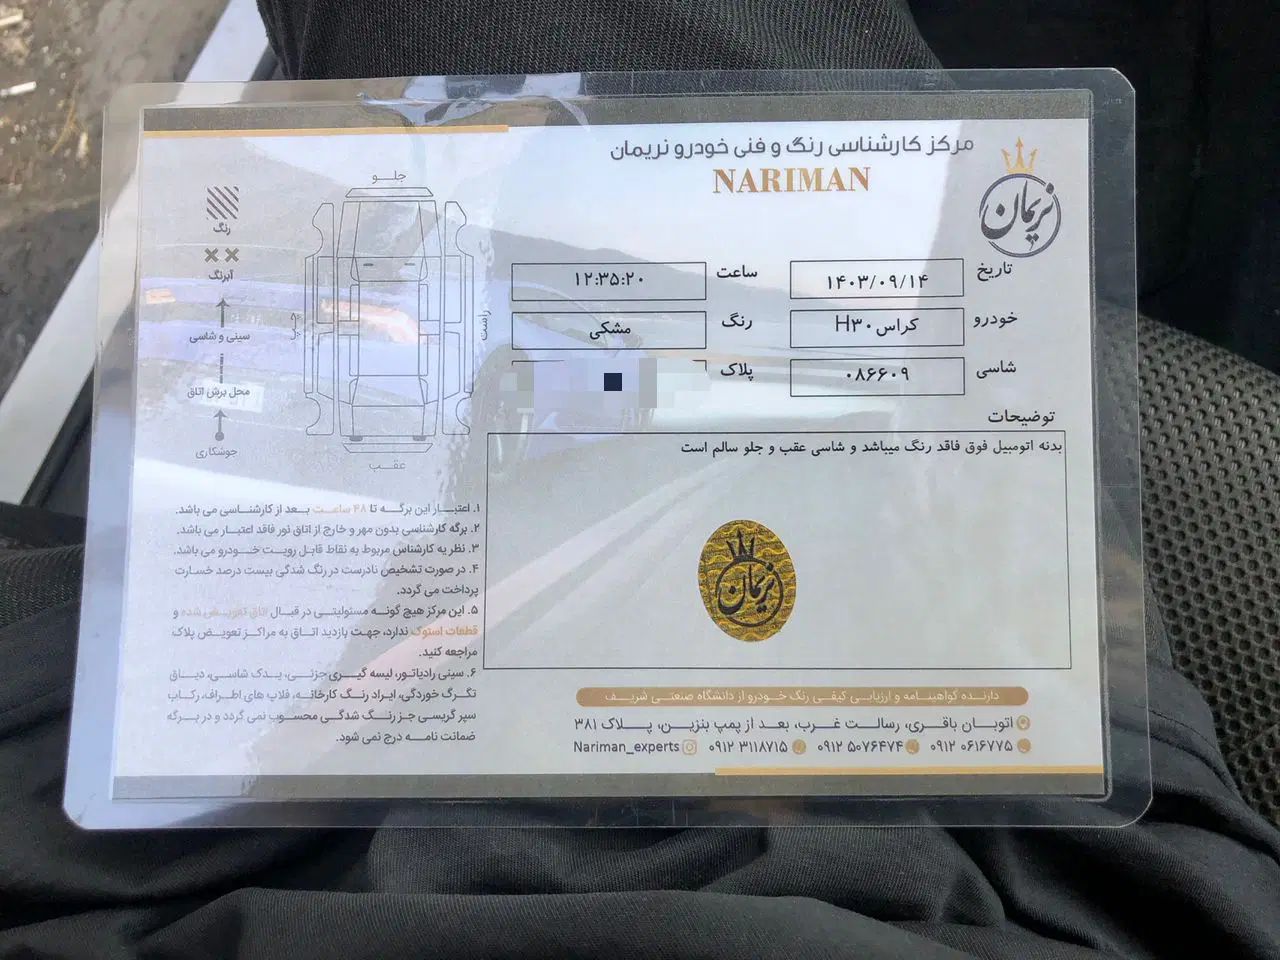 مرکز کارشناسی رنگ و فنی خودرو نریمان
NARIMAN
نریمان
تاریخ
۱۴۰۳/۰۹/۱۴
ساعت
۱۲:۳۵:۲۰
خودرو
کراس H۳۰
رنگ
مشکی
شاسی
۰۸۶۶۰۹
پلاک
توضیحات
بدنه اتومبیل فوق فاقد رنگ میباشد و شاسی عقب و جلو سالم است
نریمان
جلو
راست
چپ
عقب
رنگ
آبرنگ
سینی و شاسی
محل برش اتاق
جوشکاری
۱. اعتبار این برگه تا ۴۸ ساعت بعد از کارشناسی می باشد.
۲. برگه کارشناسی بدون مهر و خارج از اتاق نور فاقد اعتبار می باشد.
۳. نظریه کارشناس مربوط به نقاط قابل رویت خودرو می باشد.
۴. در صورت تشخیص نادرست در رنگ شدگی بیست درصد خسارت
پرداخت می گردد.
۵. این مرکز هیچ گونه مسئولیتی در قبال اتاق تعویض شده و
قطعات استوک ندارد، جهت بازدید اتاق به مراکز تعویض پلاک
مراجعه کنید.
۶. سینی رادیاتور، لیسه گیری جزئی، یدک شاسی، دیاق
تگرگ خوردگی، ایراد رنگ کارخانه، فلاپ های اطراف، رکاب
سپر گریسی جز رنگ شدگی محسوب نمی گردد و در برگه
ضمانت نامه درج نمی شود.
دارنده گواهینامه و ارزیابی کیفی رنگ خودرو از دانشگاه صنعتی شریف
اتوبان باقری، رسالت غرب، بعد از پمپ بنزین، پلاک ۳۸۱
۰۹۱۲ ۰۶۱۶۷۷۵ ۰۹۱۲ ۵۰۷۶۴۷۴ ۰۹۱۲ ۳۱۱۸۷۱۵ Nariman_experts